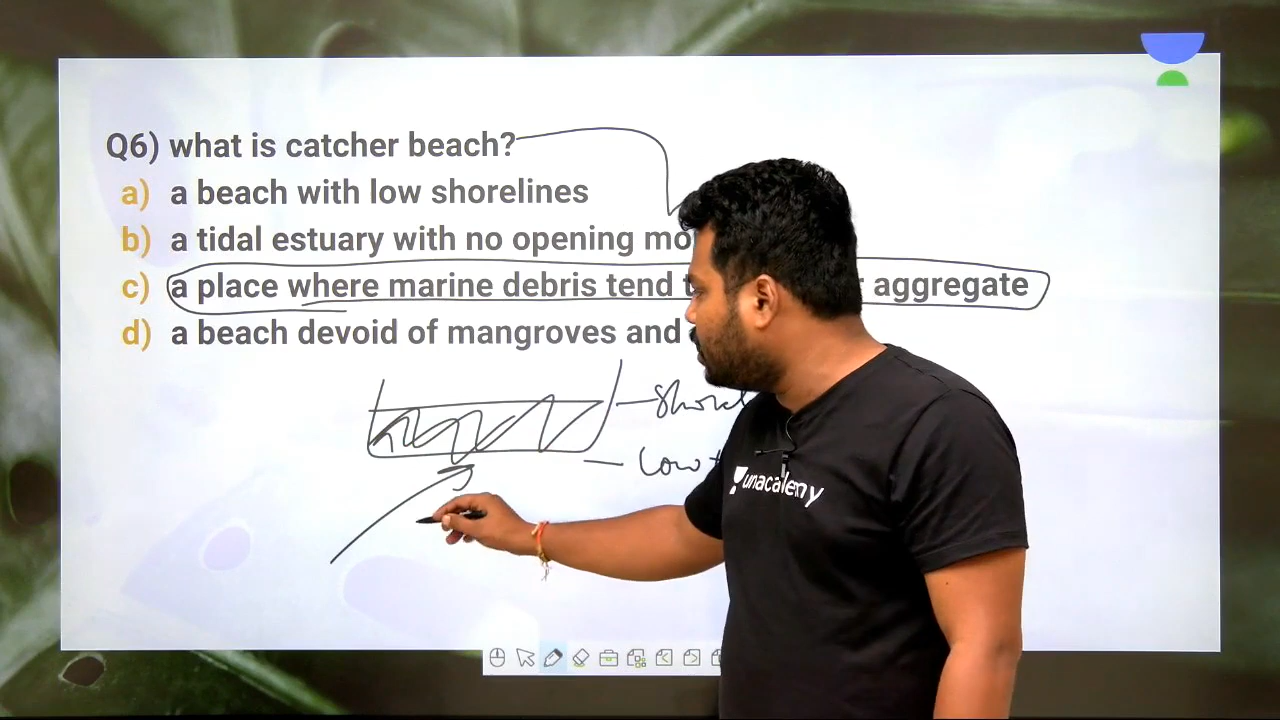 Q6) what is catcher beach?
a) a beach with low shorelines
b) a tidal estuary with no opening
c) a place where marine debris tend aggregate
d) a beach devoid of mangroves and
Low
unacademy